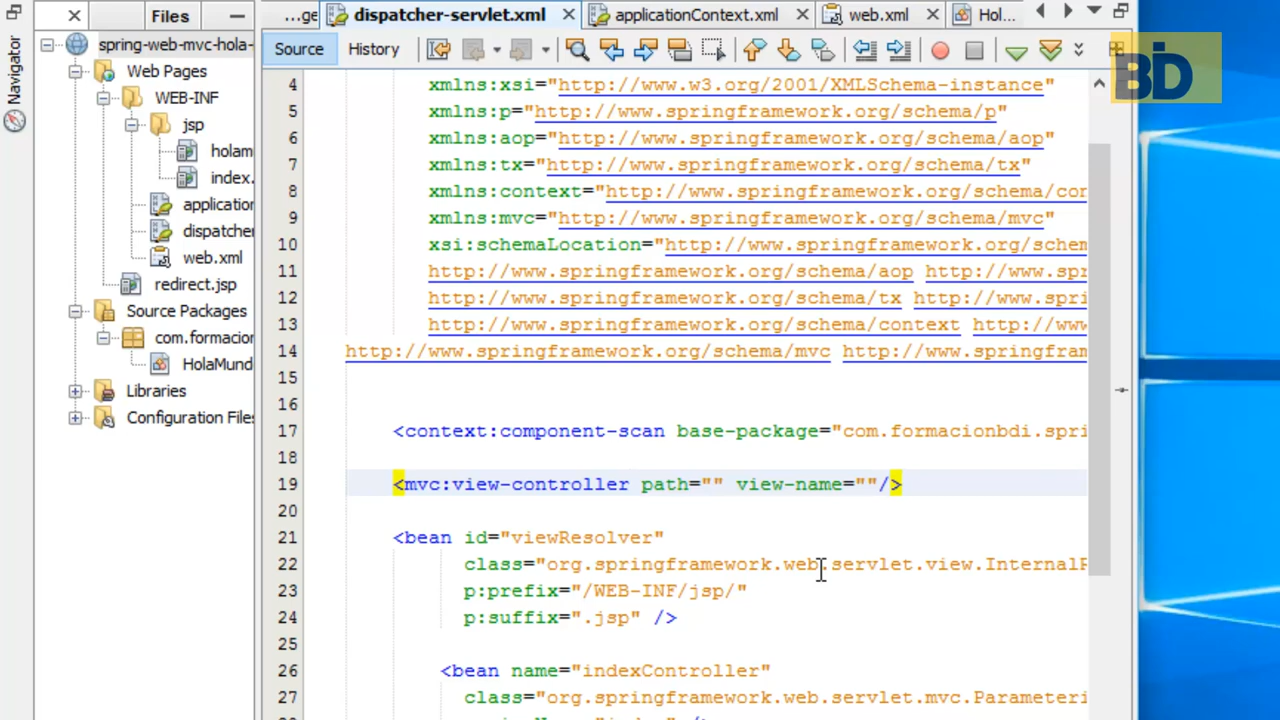 Files
...ge
dispatcher-servlet.xml
applicationContext.xml
web.xml
Hol...
Source
History
Navigator
spring-web-mvc-hola-
Web Pages
WEB-INF
jsp
holam
index.
application
dispatcher
web.xml
redirect.jsp
Source Packages
com.formacion
HolaMund
Libraries
Configuration Files
BD
4 xmlns:xsi="http://www.w3.org/2001/XMLSchema-instance"
5 xmlns:p="http://www.springframework.org/schema/p"
6 xmlns:aop="http://www.springframework.org/schema/aop"
7 xmlns:tx="http://www.springframework.org/schema/tx"
8 xmlns:context="http://www.springframework.org/schema/con
9 xmlns:mvc="http://www.springframework.org/schema/mvc"
10 xsi:schemaLocation="http://www.springframework.org/schem
11 http://www.springframework.org/schema/aop http://www.spr
12 http://www.springframework.org/schema/tx http://www.spri
13 http://www.springframework.org/schema/context http://www
14 http://www.springframework.org/schema/mvc http://www.springfram
15
16
17 <context:component-scan base-package="com.formacionbdi.spri
18
19 <mvc:view-controller path="" view-name=""/>
20
21 <bean id="viewResolver"
22 class="org.springframework.web.servlet.view.InternalR
23 p:prefix="/WEB-INF/jsp/"
24 p:suffix=".jsp" />
25
26 <bean name="indexController"
27 class="org.springframework.web.servlet.mvc.Parameteri